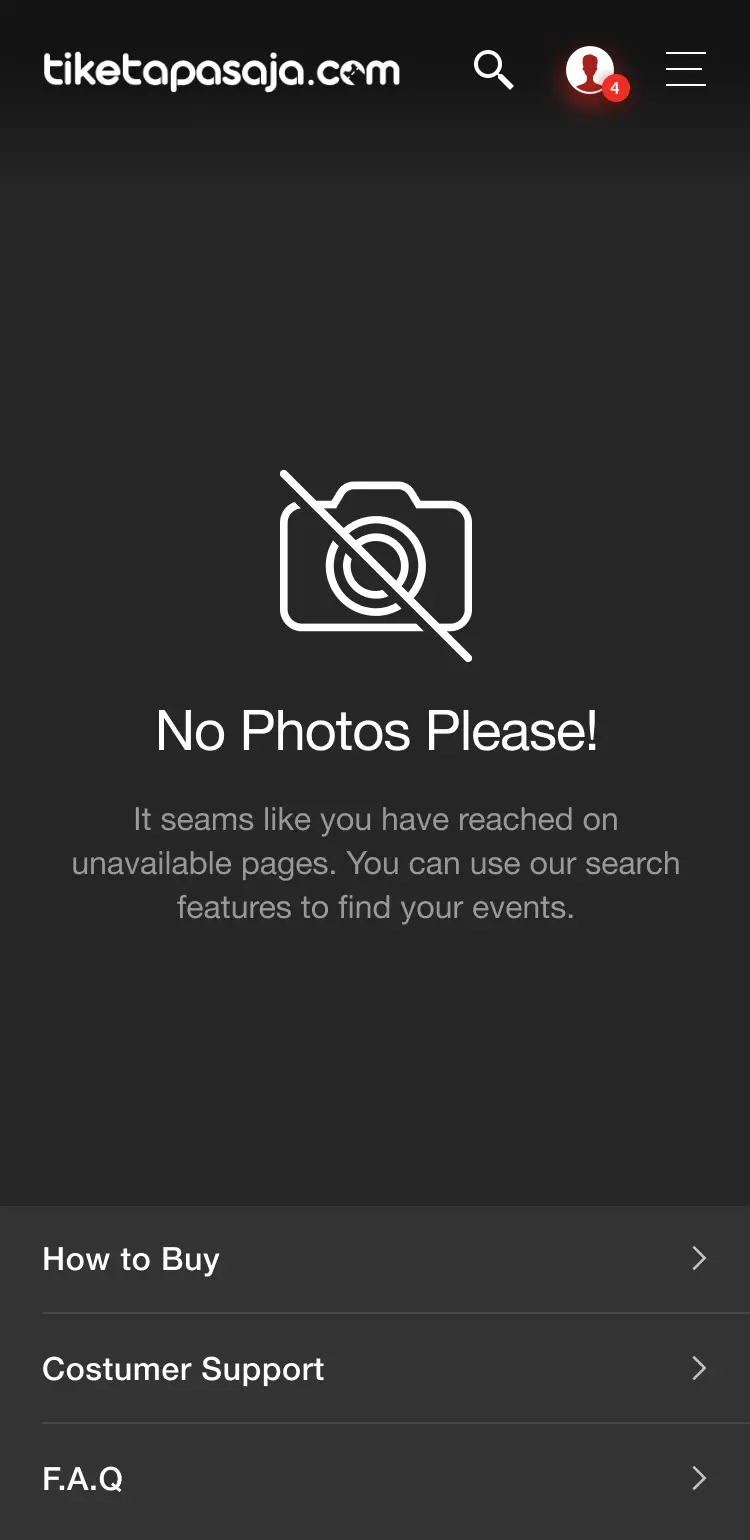 tiketapasaja.com
4
No Photos Please!
It seams like you have reached on
unavailable pages. You can use our search
features to find your events.
How to Buy
Costumer Support
F.A.Q